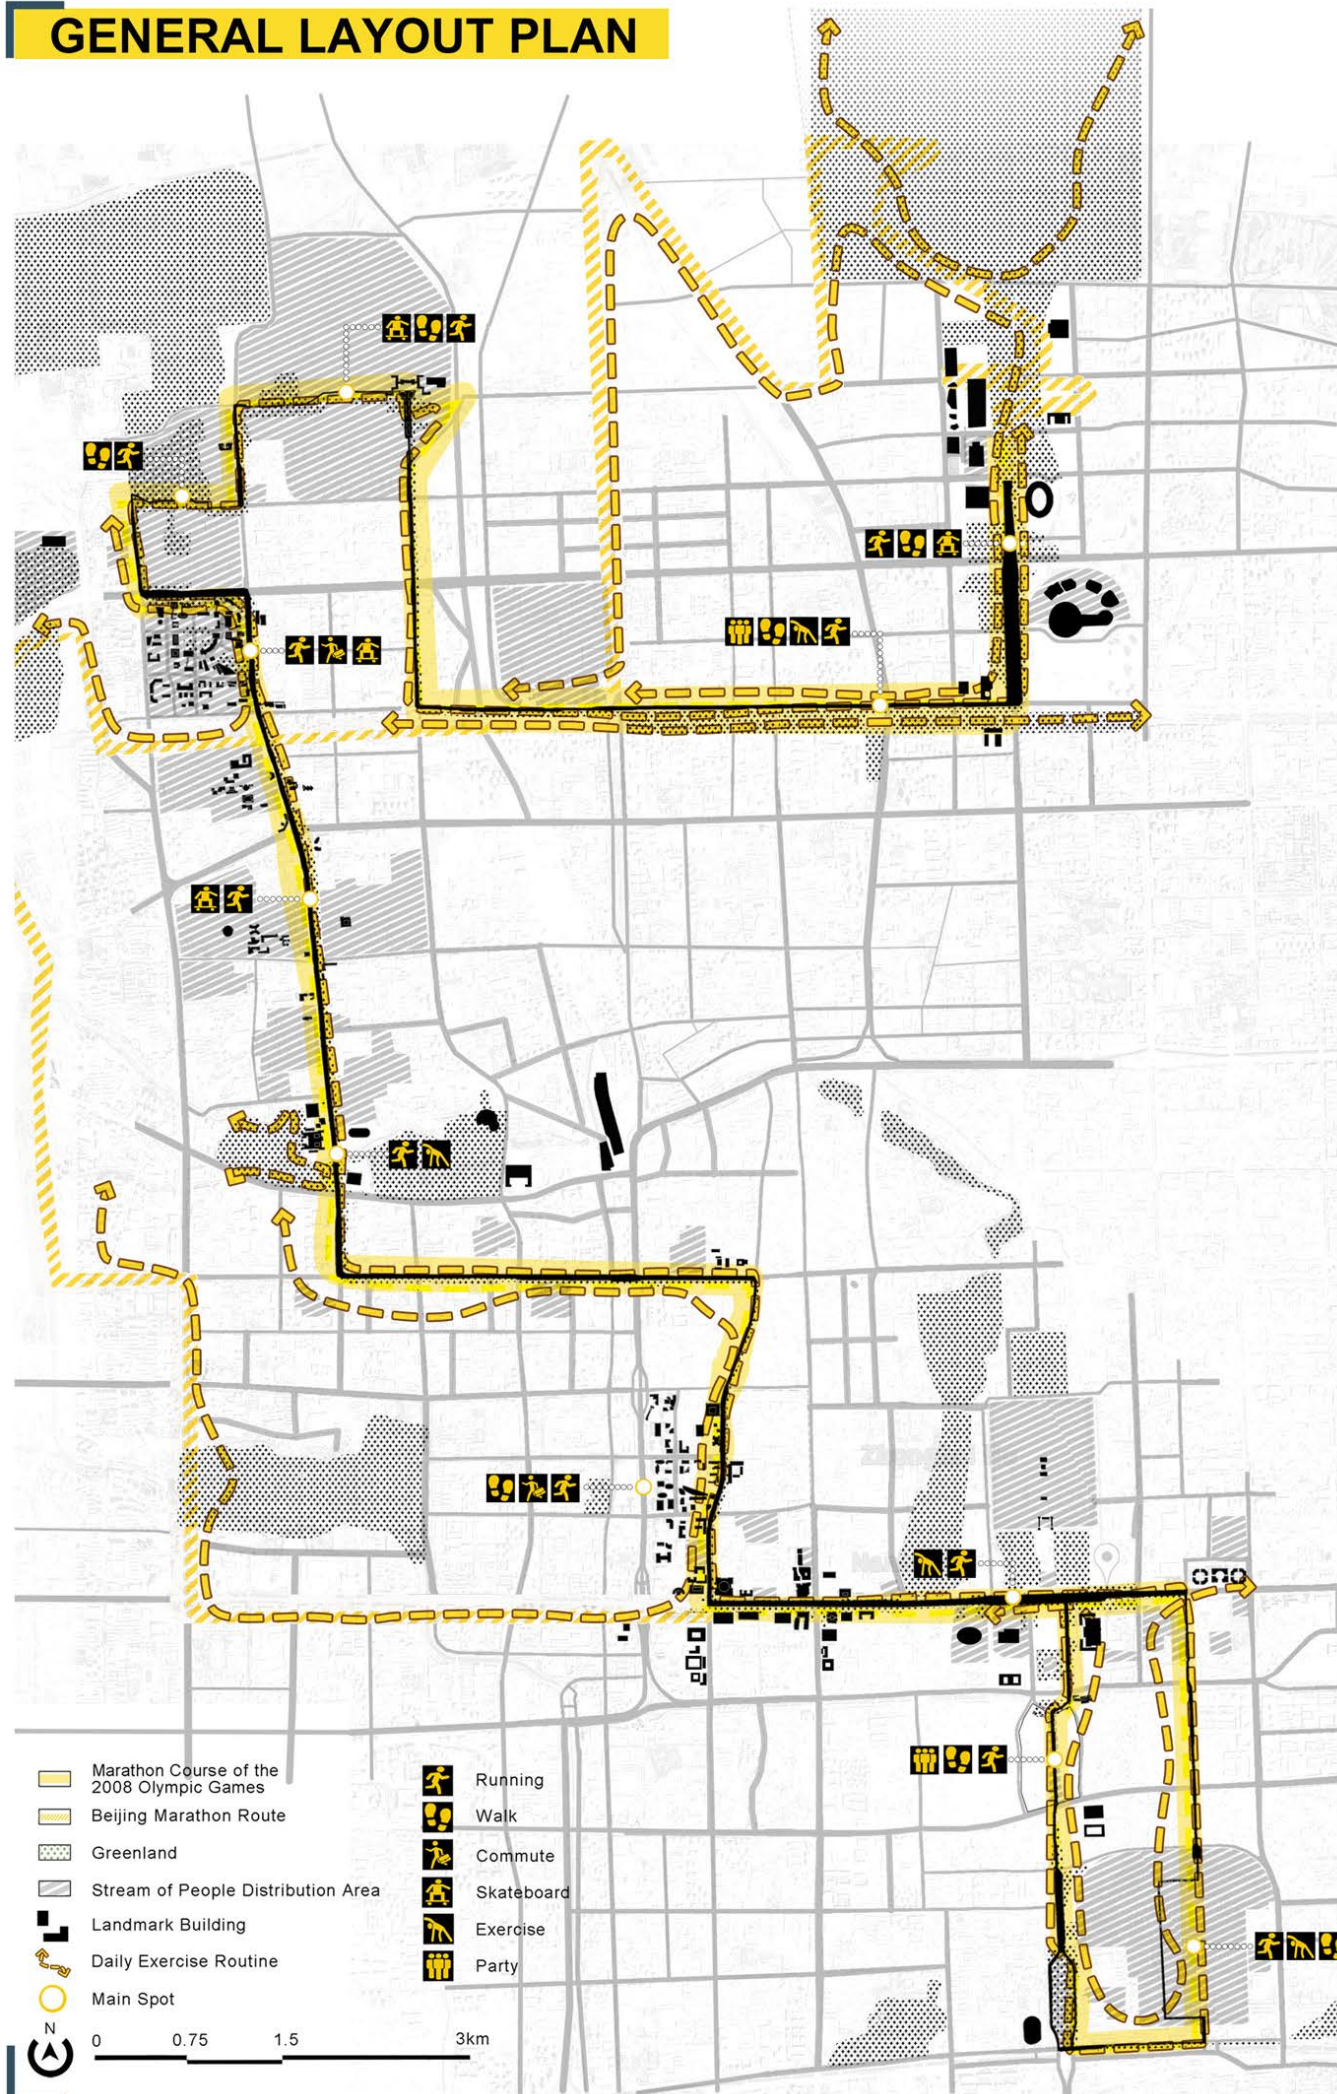 GENERAL LAYOUT PLAN
Marathon Course of the
2008 Olympic Games
Beijing Marathon Route
Greenland
Stream of People Distribution Area
Landmark Building
Daily Exercise Routine
Main Spot
Running
Walk
Commute
Skateboard
Exercise
Party
N
0 0.75 1.5 3km